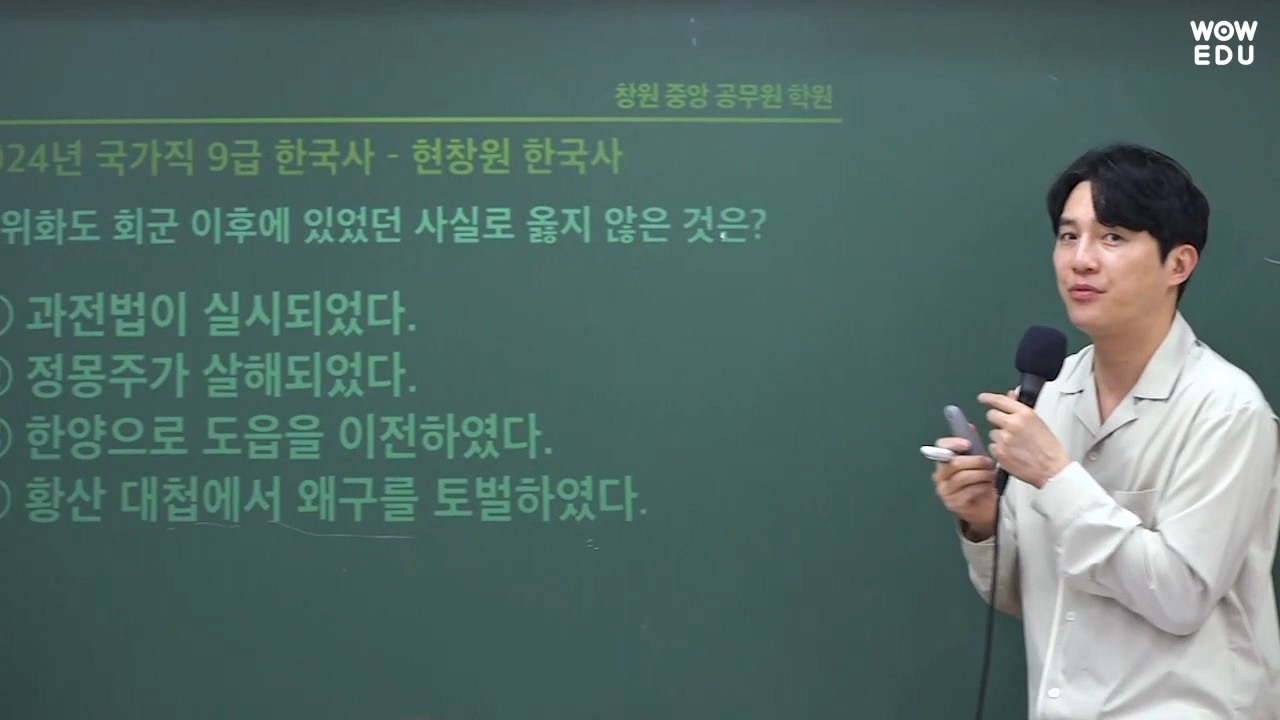 WOW
EDU
창원 중앙 공무원 학원
024년 국가직 9급 한국사 - 현창원 한국사
위화도 회군 이후에 있었던 사실로 옳지 않은 것은?
과전법이 실시되었다.
정몽주가 살해되었다.
한양으로 도읍을 이전하였다.
황산 대첩에서 왜구를 토벌하였다.